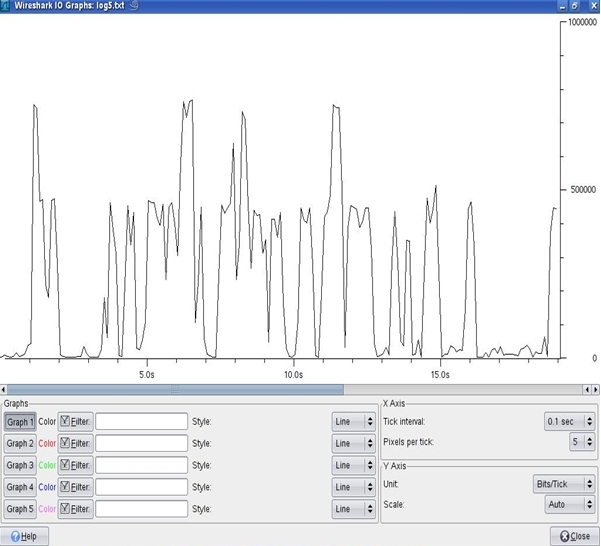 Wireshark IO Graphs: log5.txt
1000000
500000
0
5.0s 10.0s 15.0s
Graphs
Graph 1 Color Filter: Style: Line
Graph 2 Color Filter: Style: Line
Graph 3 Color Filter: Style: Line
Graph 4 Color Filter: Style: Line
Graph 5 Color Filter: Style: Line
X Axis
Tick interval: 0.1 sec
Pixels per tick: 5
Y Axis
Unit: Bits/Tick
Scale: Auto
Help Close